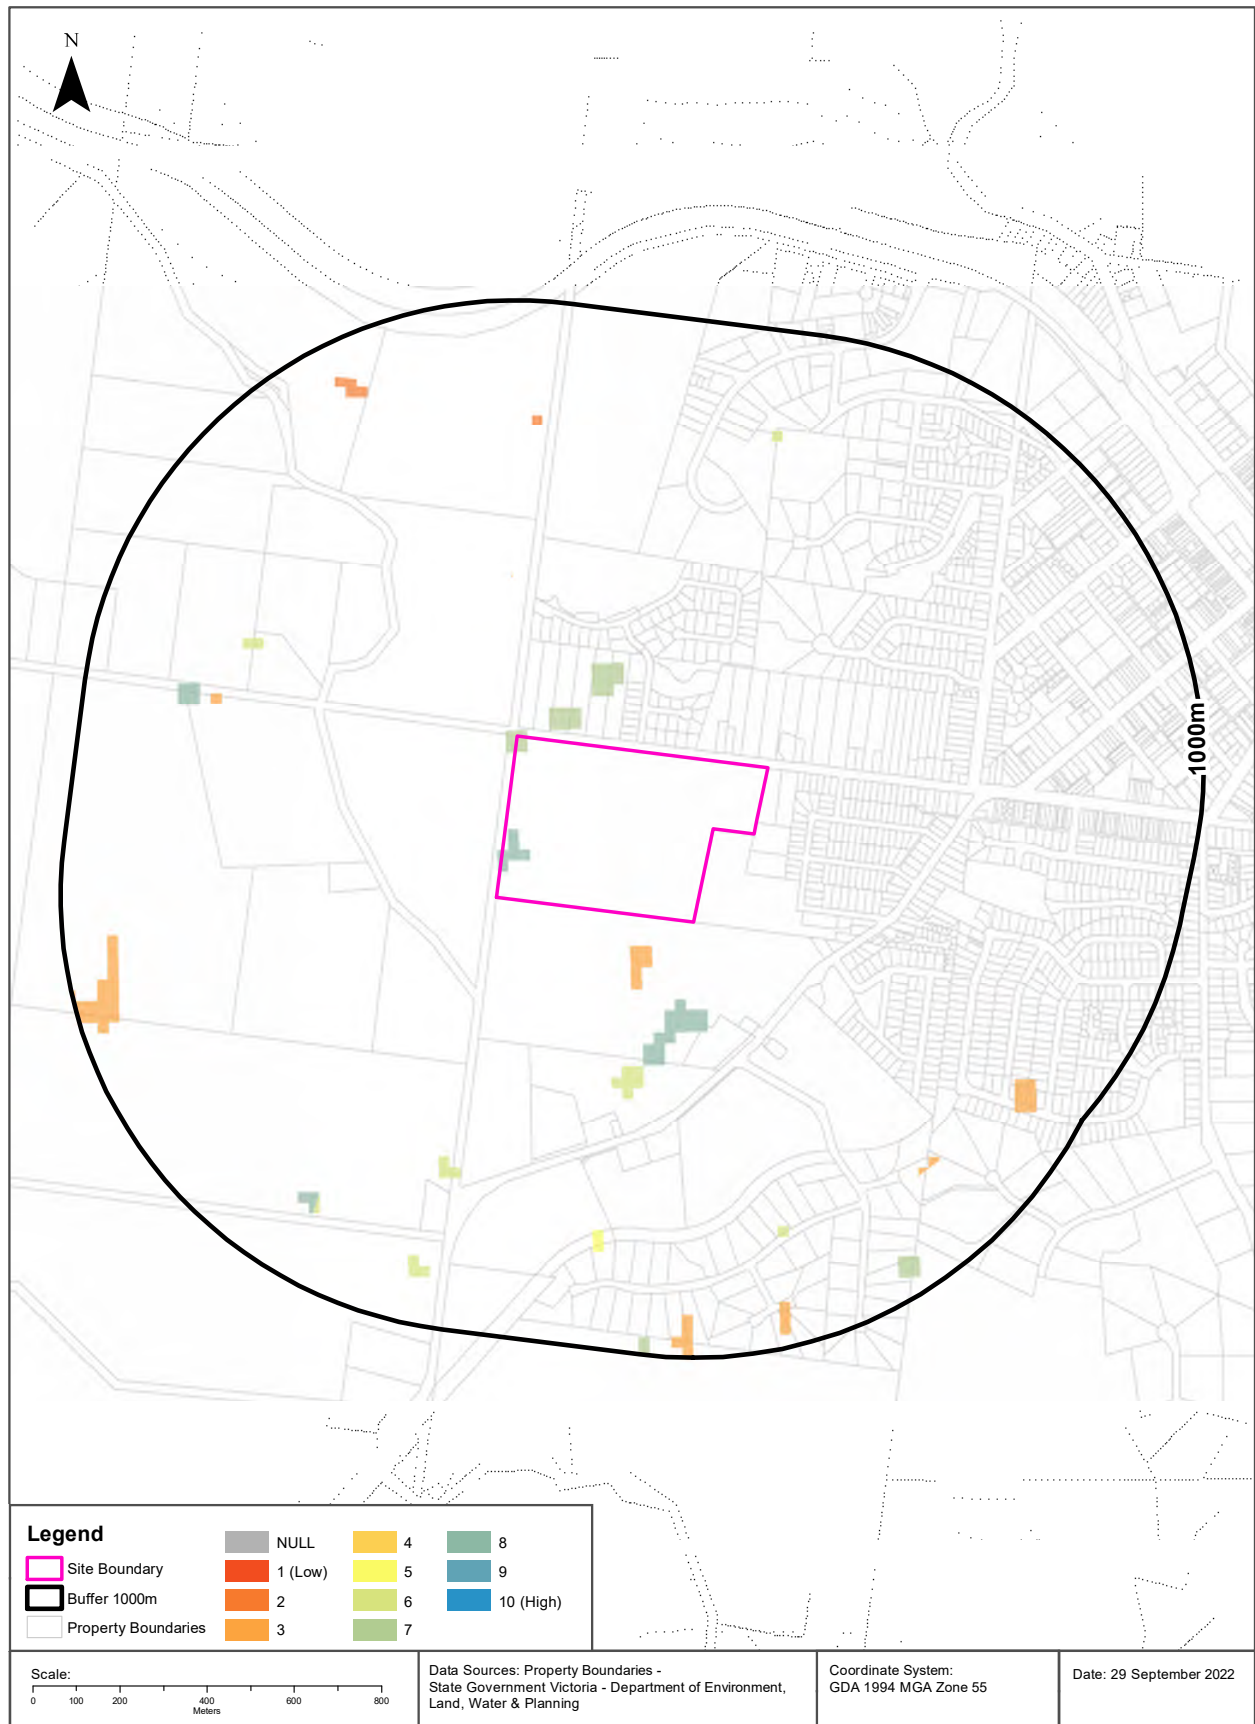 N
1000m
Legend
Site Boundary
Buffer 1000m
Property Boundaries
NULL
1 (Low)
2
3
4
5
6
7
8
9
10 (High)
Scale:
0 100 200 400 600 800
Meters
Data Sources: Property Boundaries -
State Government Victoria - Department of Environment,
Land, Water & Planning
Coordinate System:
GDA 1994 MGA Zone 55
Date: 29 September 2022